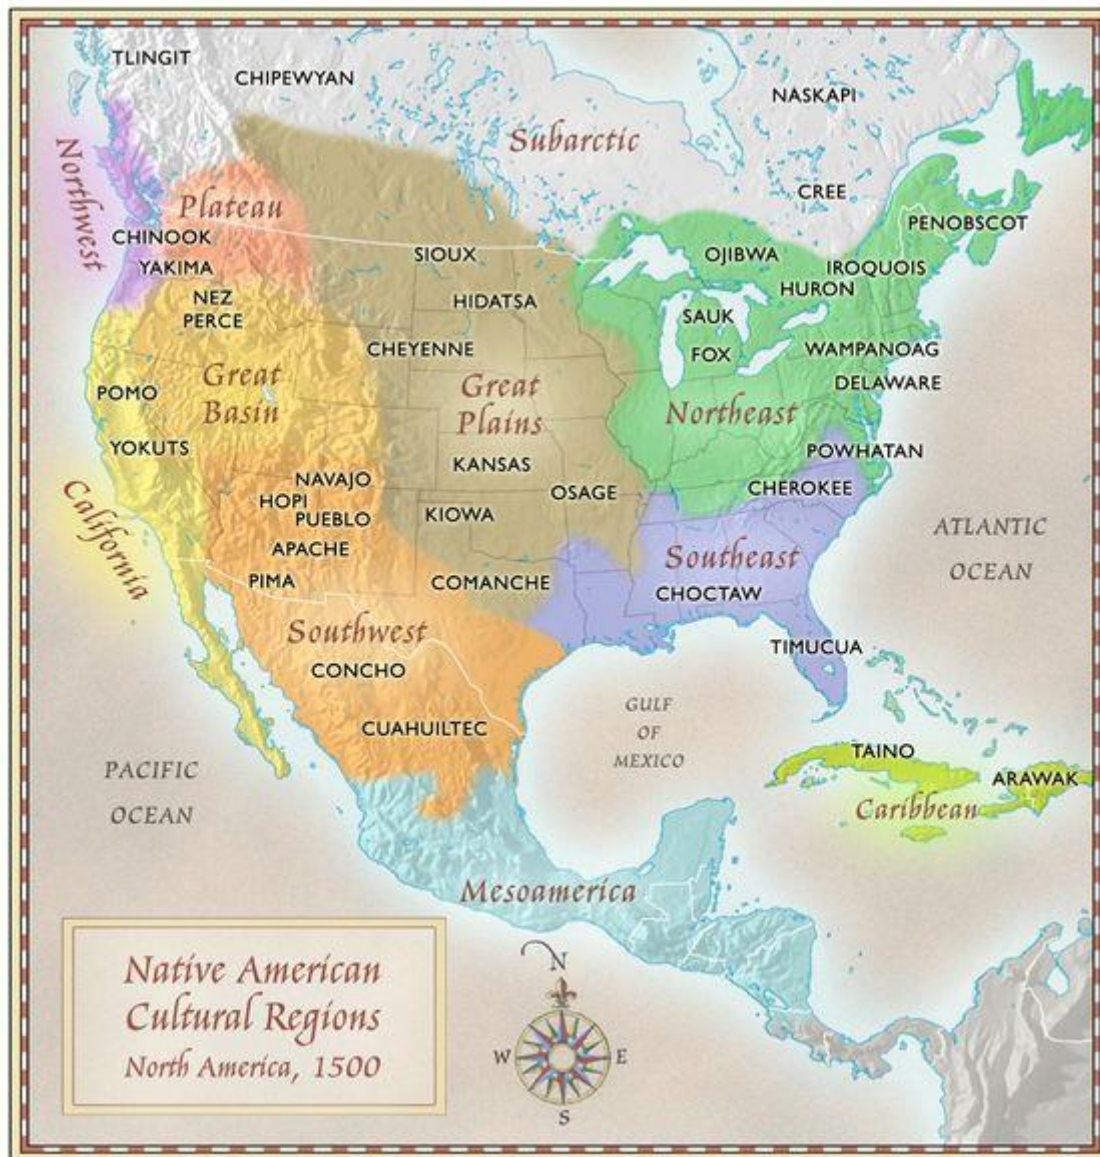 TLINGIT
CHIPEWYAN
NASKAPI
Subarctic
Northwest
CREE
Plateau
PENOBSCOT
CHINOOK
SIOUX
OJIBWA
YAKIMA
IROQUOIS
HURON
NEZ
PERCE
HIDATSA
SAUK
CHEYENNE
FOX
WAMPANOAG
Great
Basin
Great
Plains
DELAWARE
POMO
Northeast
YOKUTS
POWHATAN
KANSAS
NAVAJO
OSAGE
CHEROKEE
HOPI
PUEBLO
KIOWA
California
APACHE
Southeast
ATLANTIC
OCEAN
PIMA
COMANCHE
CHOCTAW
Southwest
TIMUCUA
CONCHO
GULF
OF
MEXICO
CUAHUILTEC
TAINO
PACIFIC
OCEAN
ARAWAK
Caribbean
Mesoamerica
Native American
Cultural Regions
North America, 1500
N
W
E
S